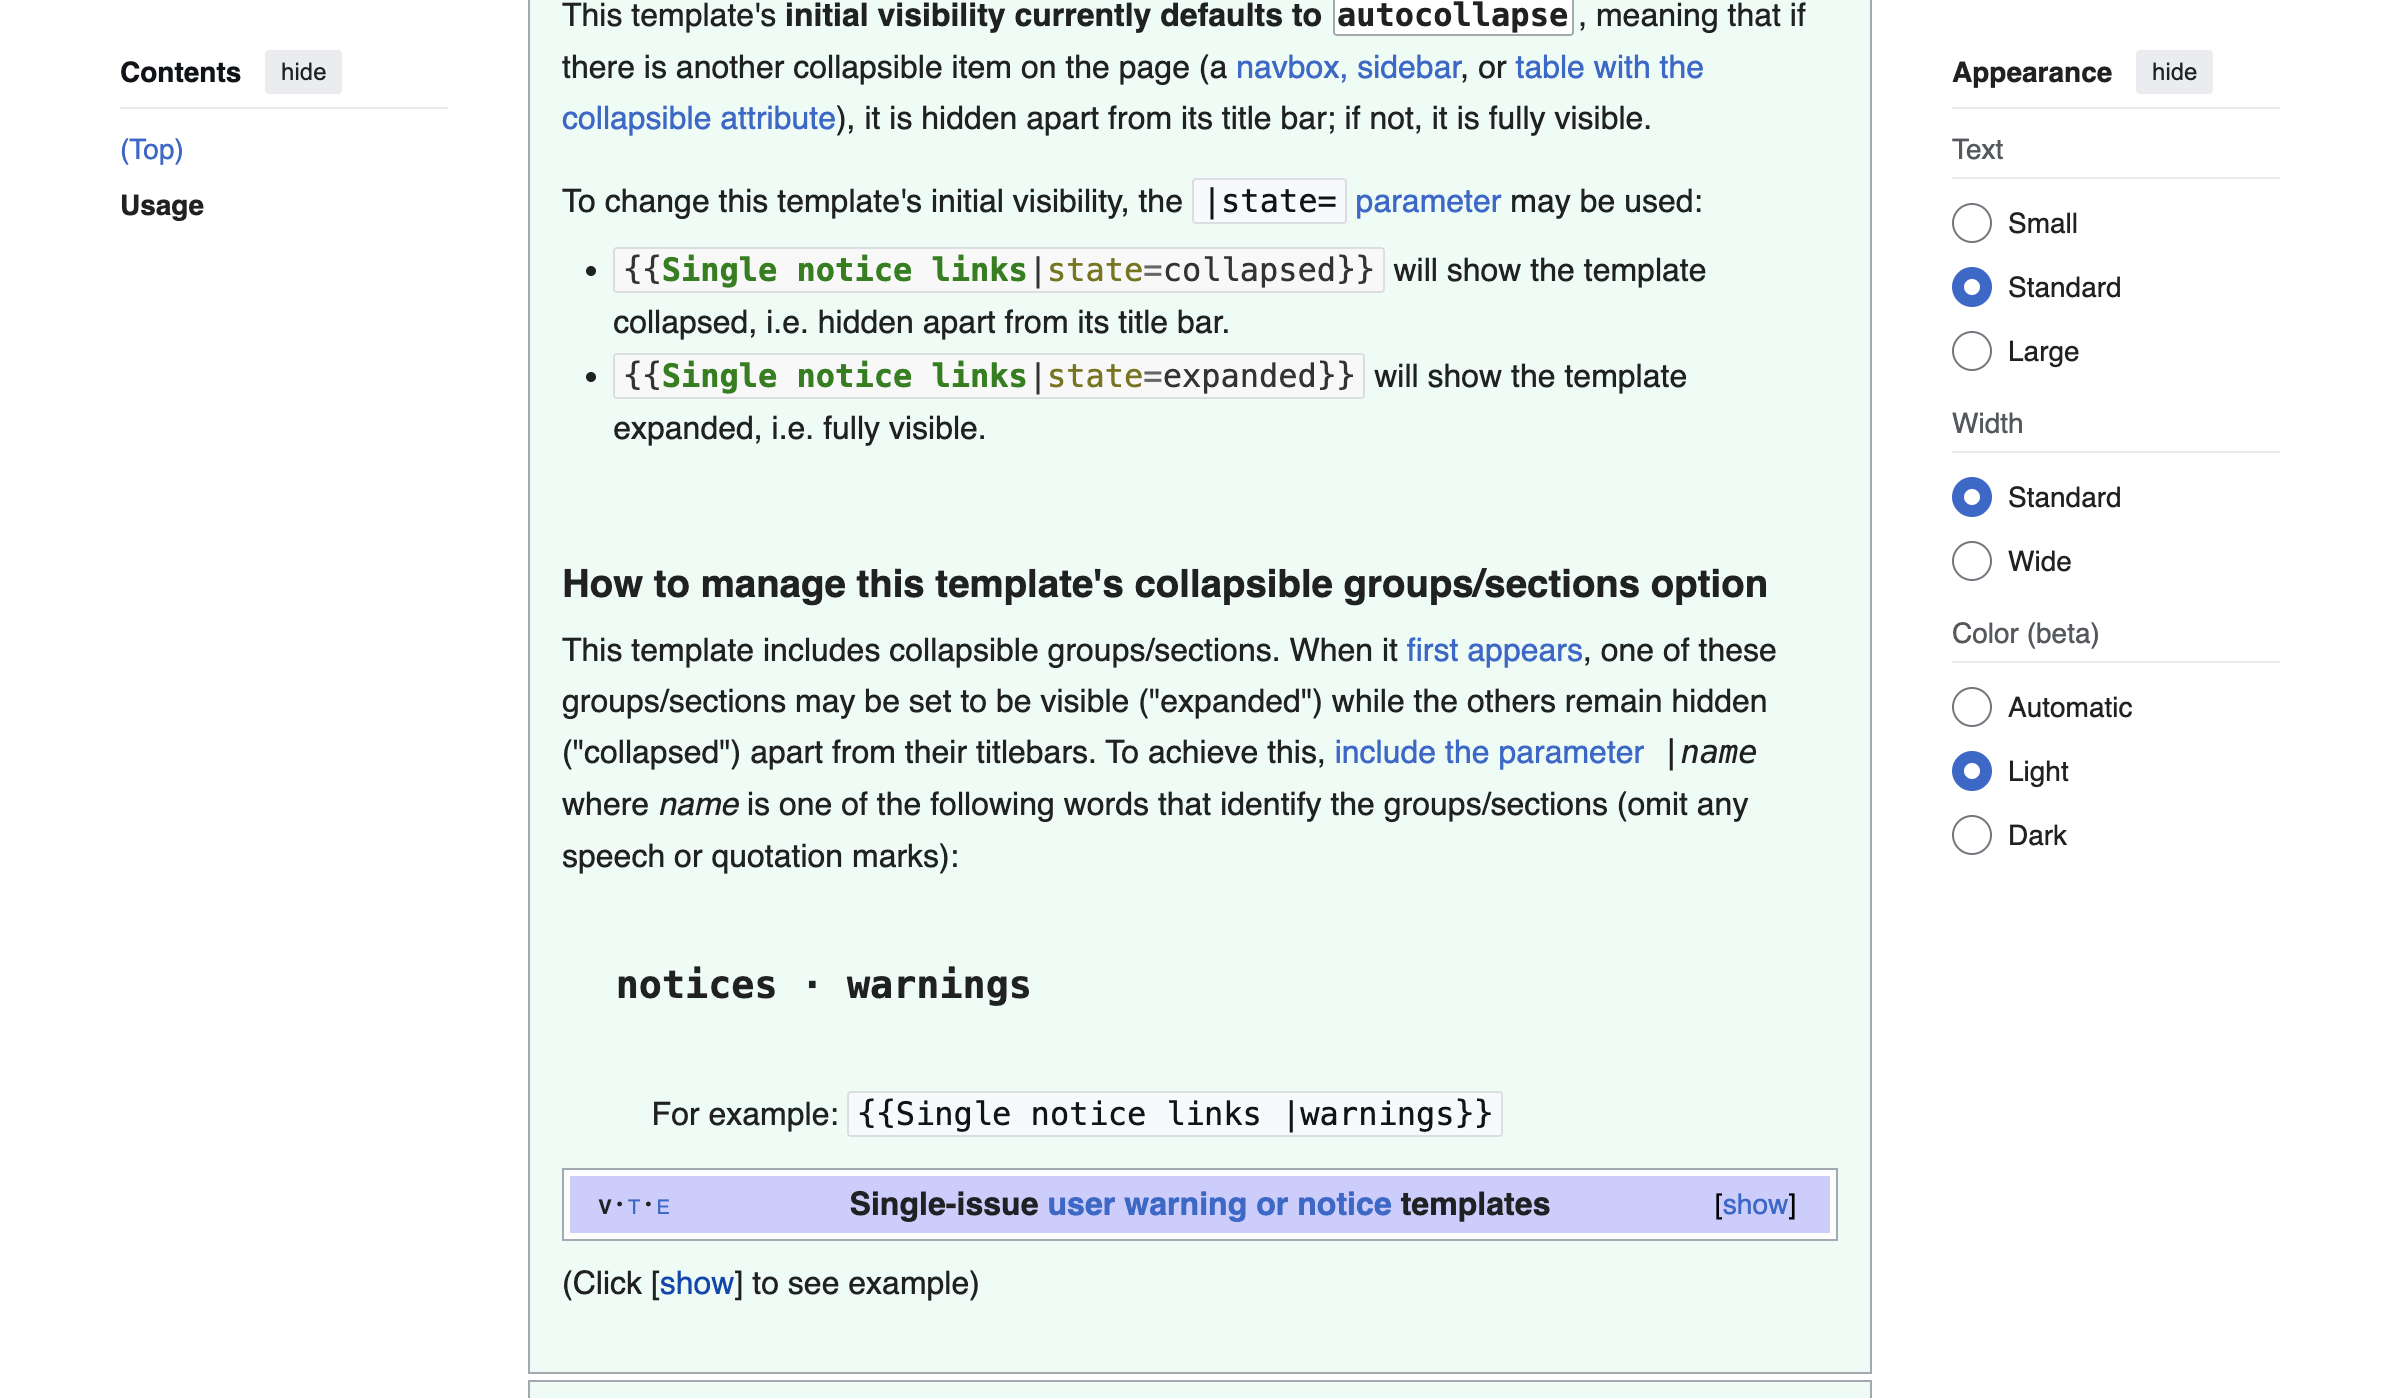 Contents hide
(Top)
Usage
This template's initial visibility currently defaults to autocollapse, meaning that if
there is another collapsible item on the page (a navbox, sidebar, or table with the
collapsible attribute), it is hidden apart from its title bar; if not, it is fully visible.
To change this template's initial visibility, the |state= parameter may be used:
• {{Single notice links|state=collapsed}} will show the template
collapsed, i.e. hidden apart from its title bar.
• {{Single notice links|state=expanded}} will show the template
expanded, i.e. fully visible.
How to manage this template's collapsible groups/sections option
This template includes collapsible groups/sections. When it first appears, one of these
groups/sections may be set to be visible ("expanded") while the others remain hidden
("collapsed") apart from their titlebars. To achieve this, include the parameter |name
where name is one of the following words that identify the groups/sections (omit any
speech or quotation marks):
notices · warnings
For example: {{Single notice links |warnings}}
V·T·E Single-issue user warning or notice templates [show]
(Click [show] to see example)
Appearance hide
Text
Small
Standard
Large
Width
Standard
Wide
Color (beta)
Automatic
Light
Dark